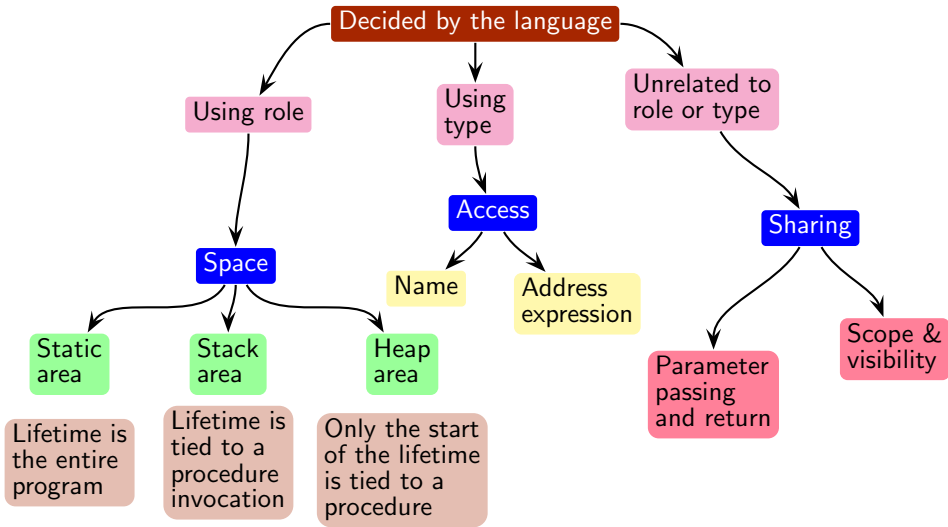 Decided by the language
Using role
Using
type
Unrelated to
role or type
Space
Access
Sharing
Name
Address
expression
Static
area
Stack
area
Heap
area
Parameter
passing
and return
Scope &
visibility
Lifetime is
the entire
program
Lifetime is
tied to a
procedure
invocation
Only the start
of the lifetime
is tied to a
procedure